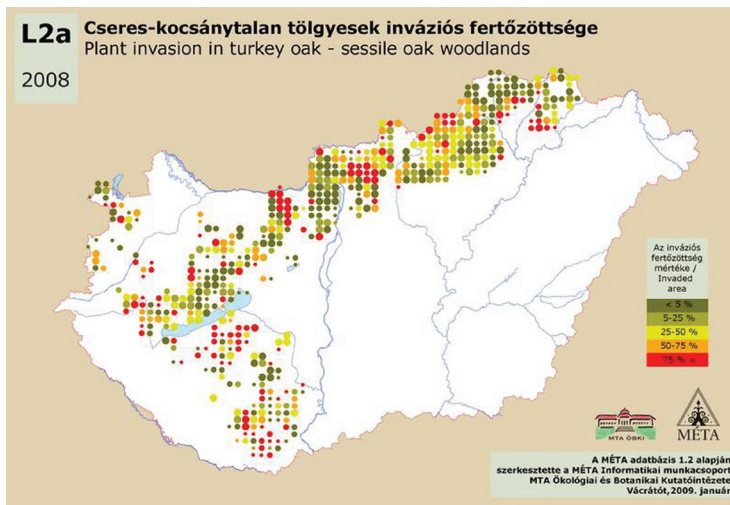 L2a
2008
Cseres-kocsánytalan tölgyesek inváziós fertőzöttsége
Plant invasion in turkey oak - sessile oak woodlands
Az inváziós
fertőzöttség
mértéke /
Invaded
area
< 5 %
5-25 %
25-50 %
50-75 %
75 % <
MTA ÖBKI
MÉTA
A MÉTA adatbázis 1.2 alapján
szerkesztette a MÉTA Informatikai munkacsoport
MTA Ökológiai és Botanikai Kutatóintézete
Vácrátót,2009. január